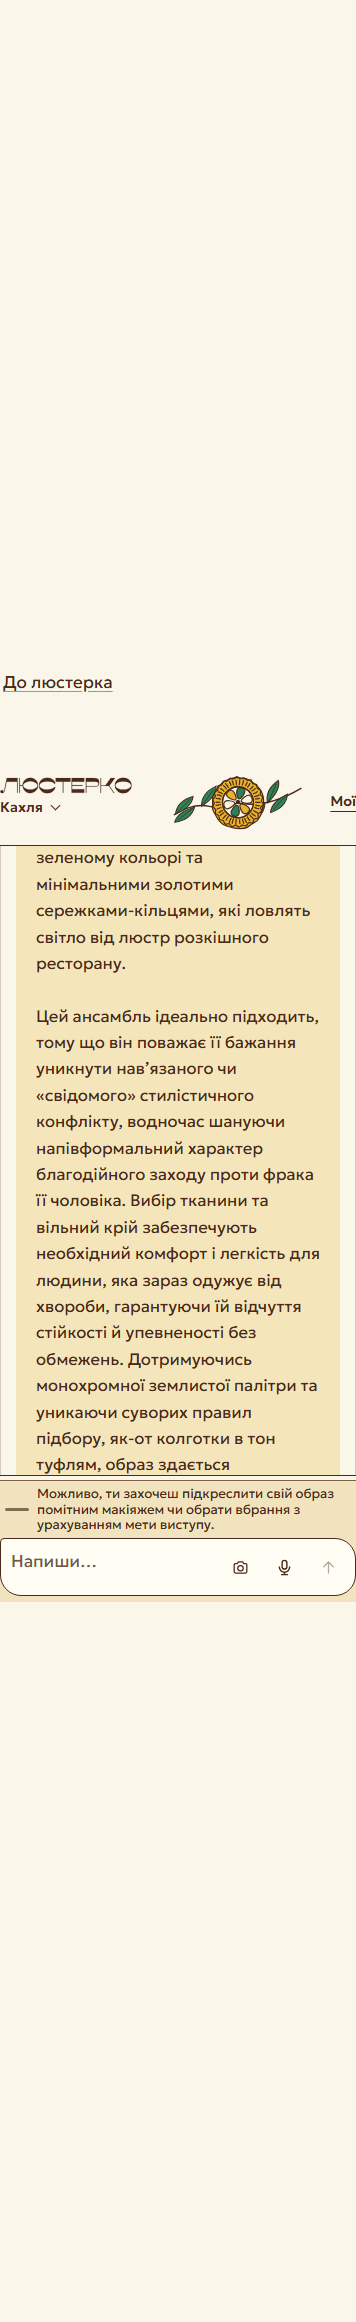 До люстерка
ЛЮСТЕРКО
Кахля
Мої
зеленому кольорі та
мінімальними золотими
сережками-кільцями, які ловлять
світло від люстр розкішного
ресторану.
Цей ансамбль ідеально підходить,
тому що він поважає її бажання
уникнути нав’язаного чи
«свідомого» стилістичного
конфлікту, водночас шануючи
напівформальний характер
благодійного заходу проти фрака
її чоловіка. Вибір тканини та
вільний крій забезпечують
необхідний комфорт і легкість для
людини, яка зараз одужує від
хвороби, гарантуючи їй відчуття
стійкості й упевненості без
обмежень. Дотримуючись
монохромної землистої палітри та
уникаючи суворих правил
підбору, як-от колготки в тон
туфлям, образ здається
Можливо, ти захочеш підкреслити свій образ
помітним макіяжем чи обрати вбрання з
урахуванням мети виступу.
Напиши...